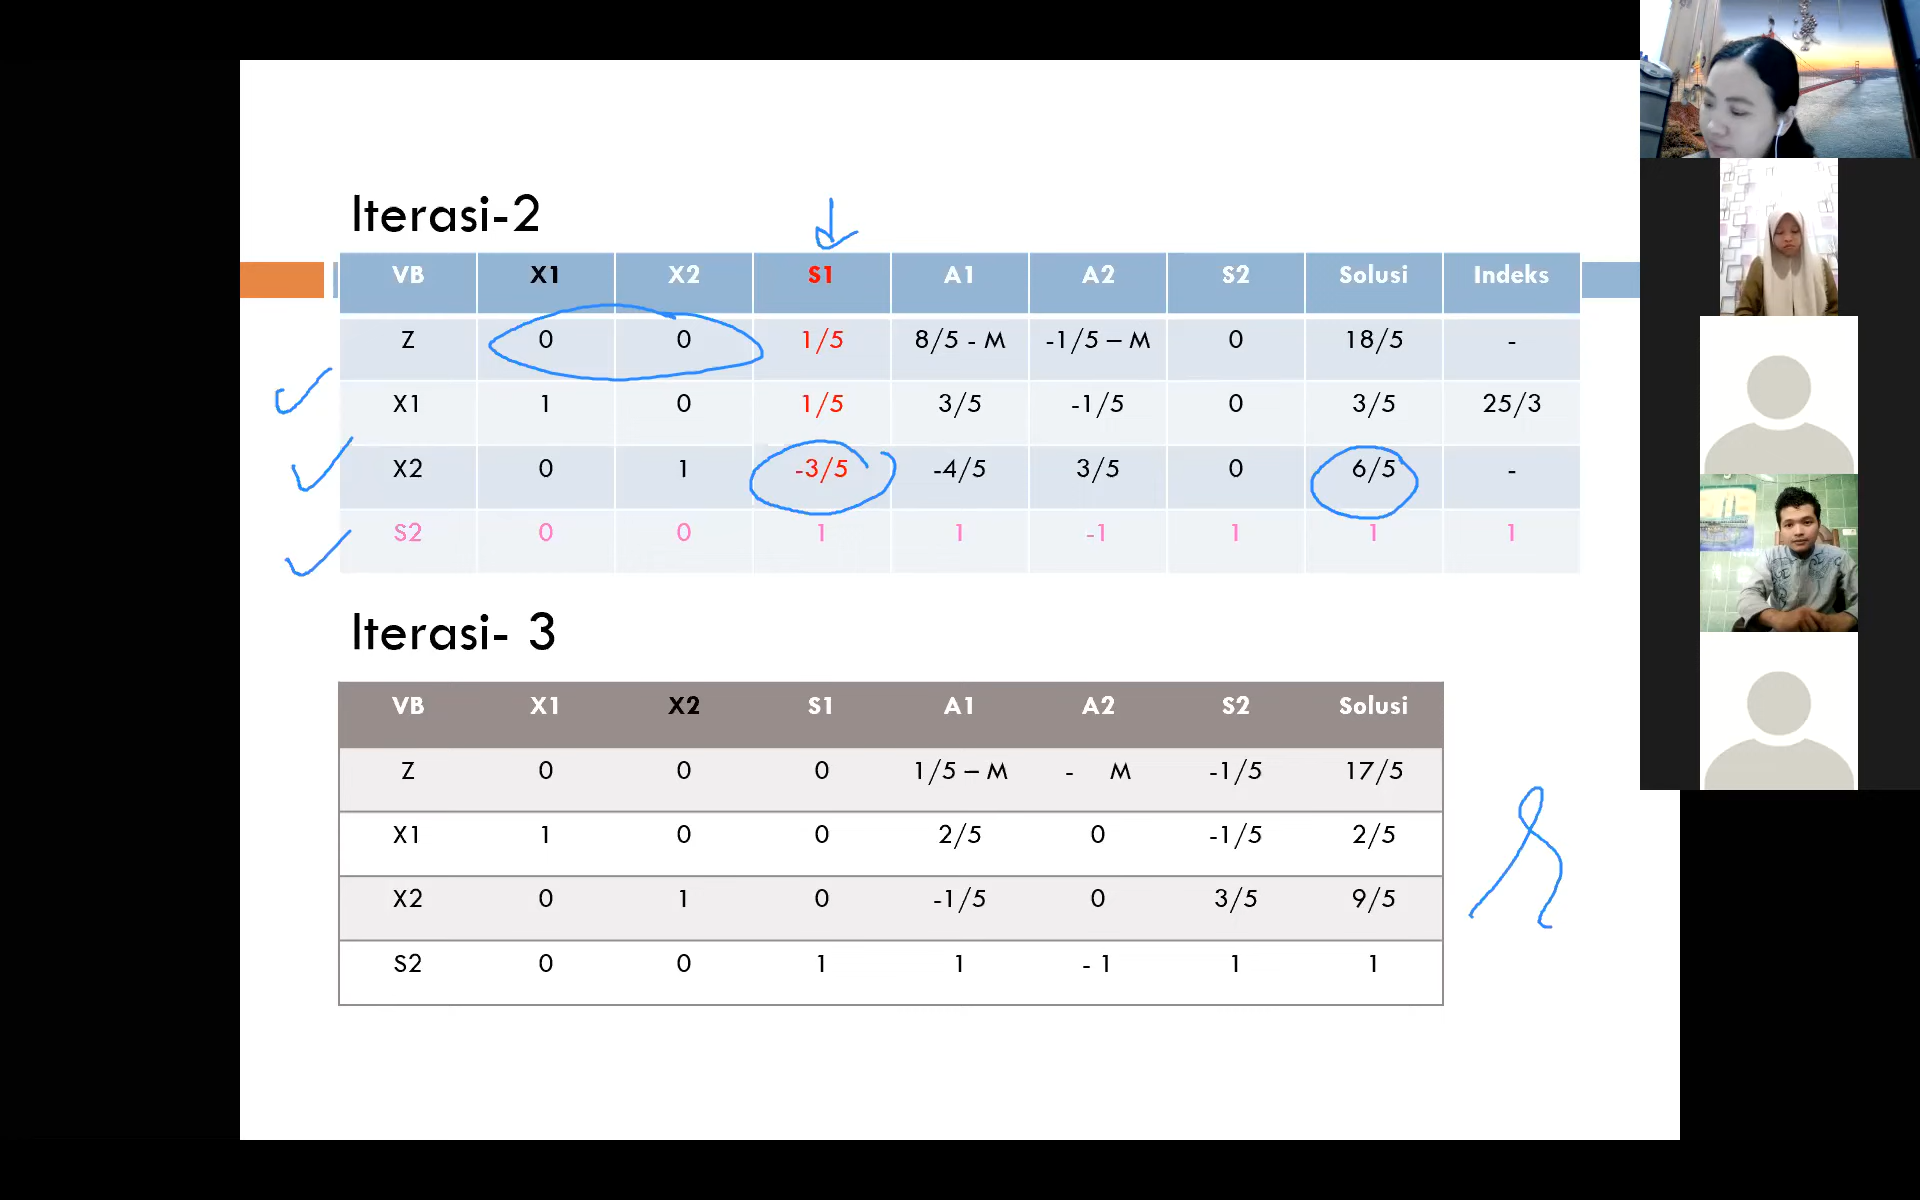 Iterasi-2
VB X1 X2 S1 A1 A2 S2 Solusi Indeks
Z 0 0 1/5 8/5 - M -1/5 – M 0 18/5 -
X1 1 0 1/5 3/5 -1/5 0 3/5 25/3
X2 0 1 -3/5 -4/5 3/5 0 6/5 -
S2 0 0 1 1 -1 1 1 1
Iterasi- 3
VB X1 X2 S1 A1 A2 S2 Solusi
Z 0 0 0 1/5 – M - M -1/5 17/5
X1 1 0 0 2/5 0 -1/5 2/5
X2 0 1 0 -1/5 0 3/5 9/5
S2 0 0 1 1 - 1 1 1